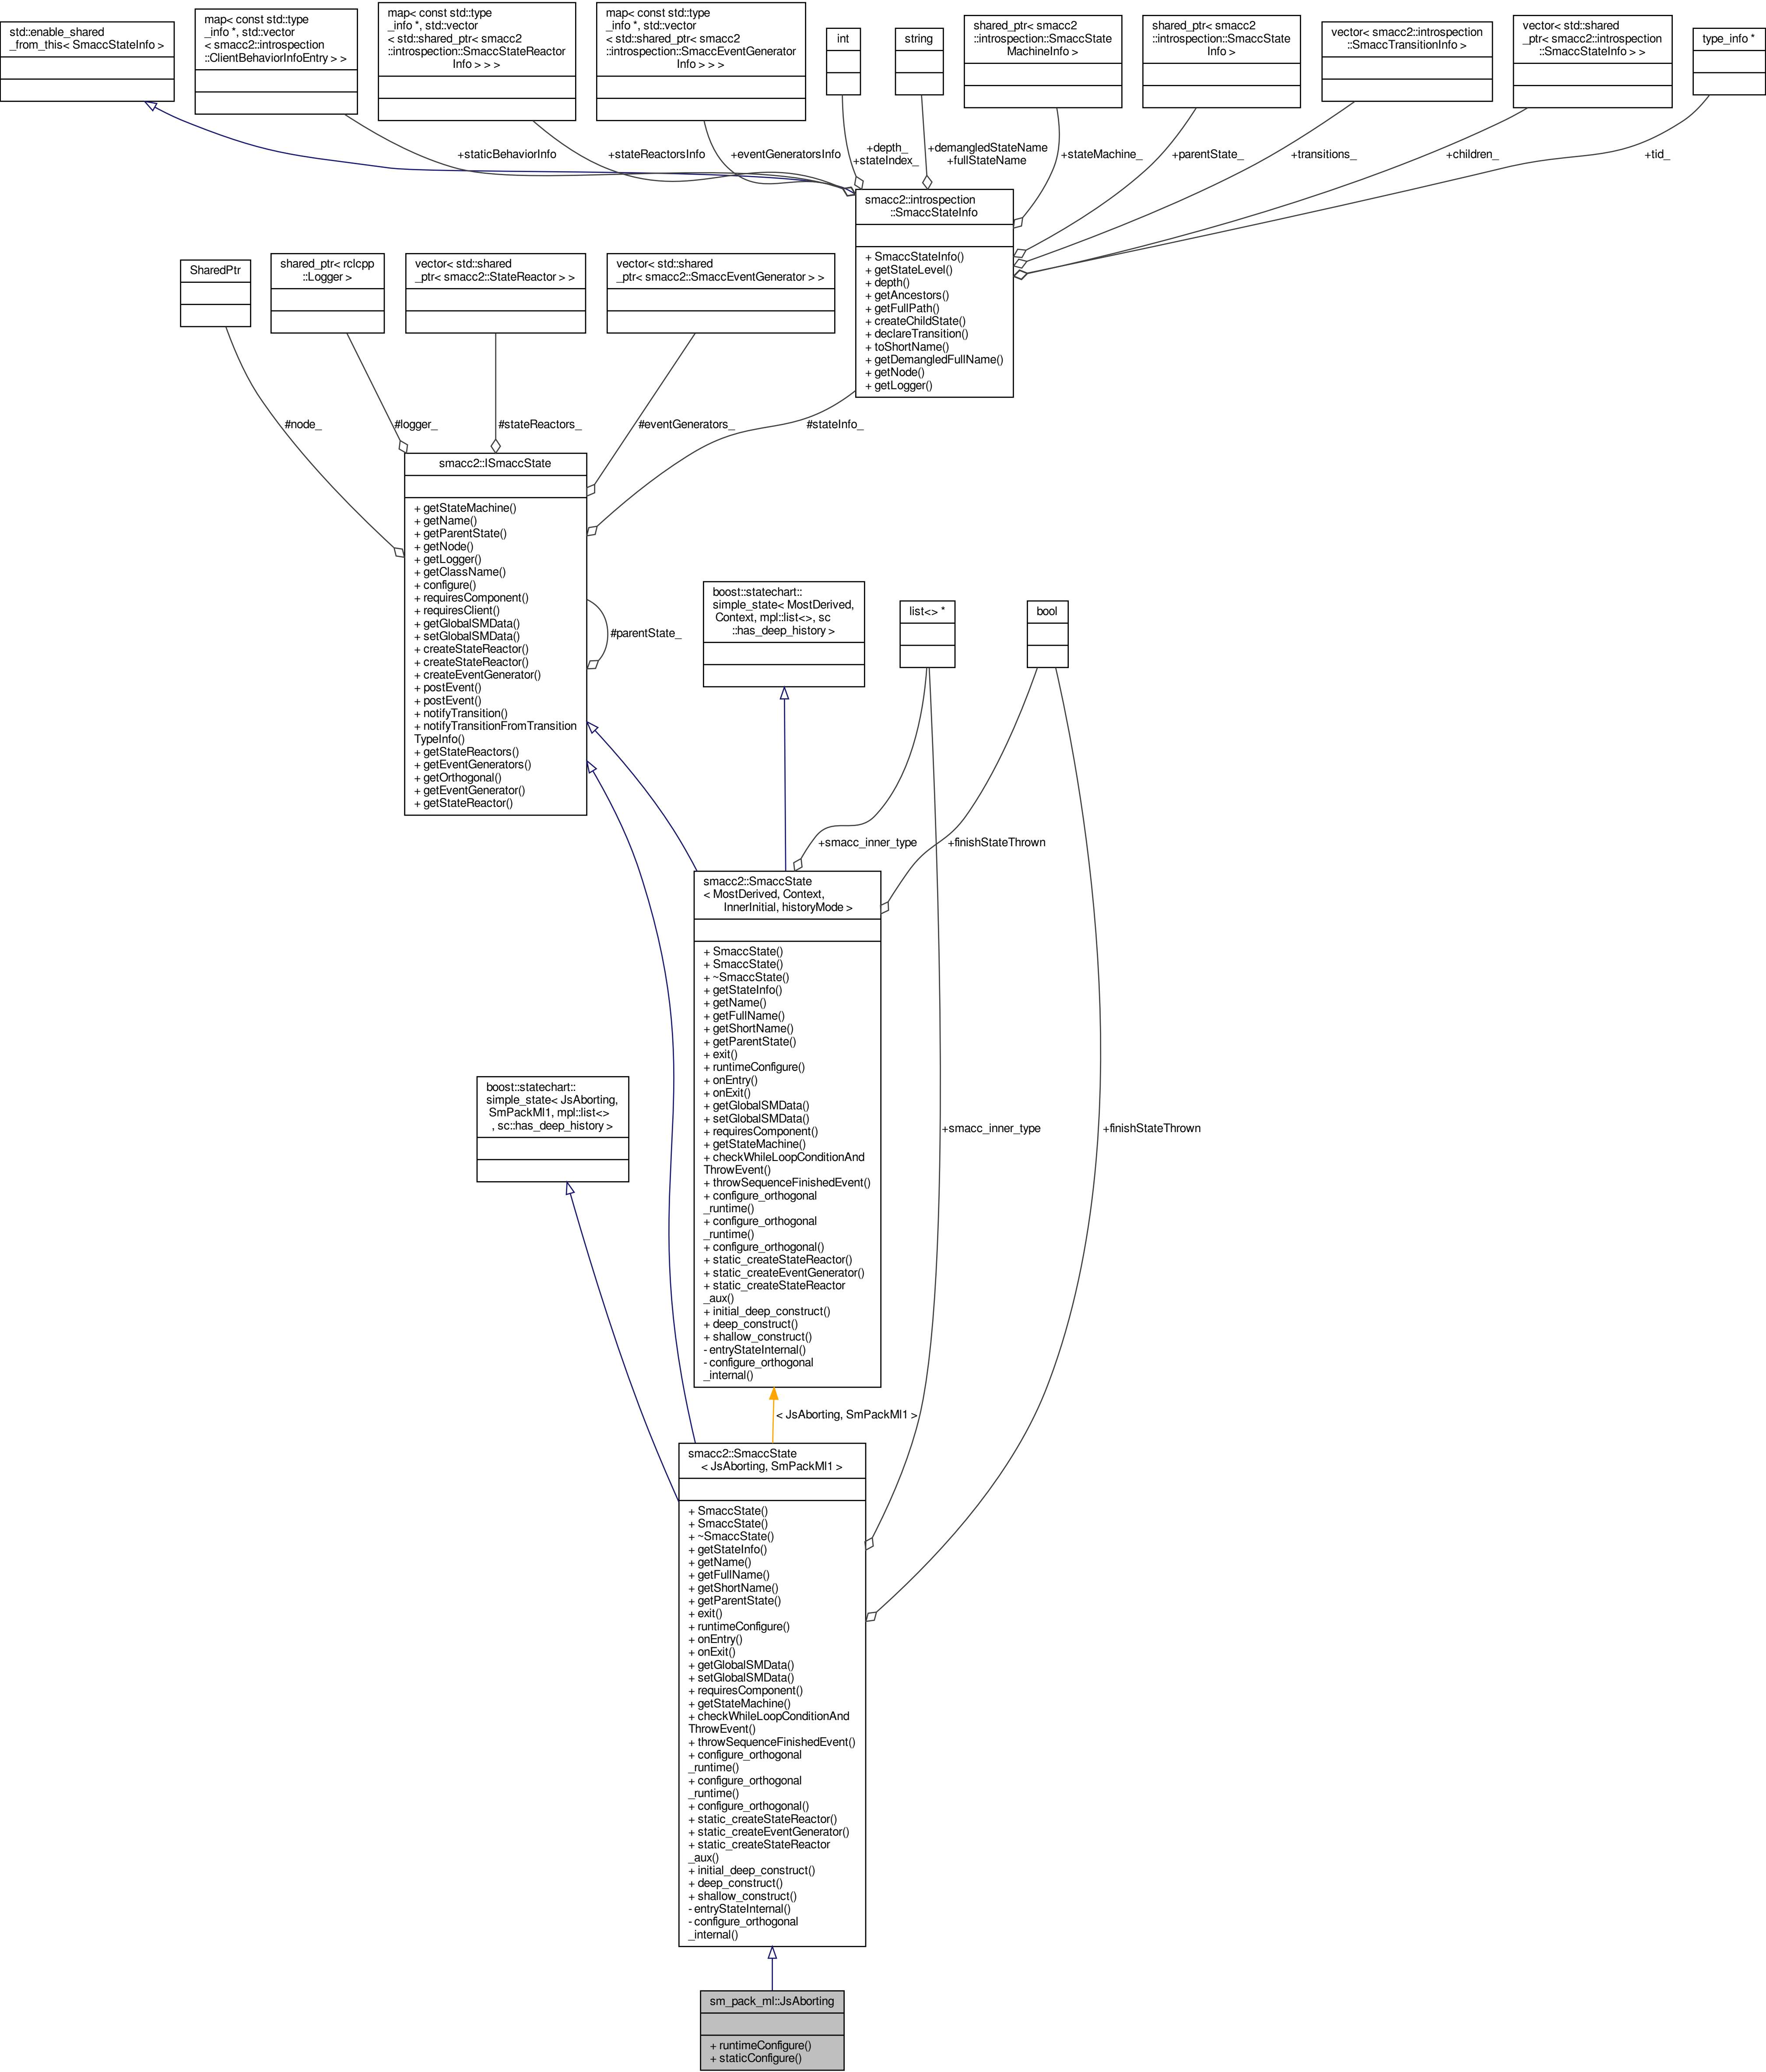 std::enable_shared
_from_this< SmaccStateInfo >
map< const std::type
_info *, std::vector
< smacc2::introspection
::ClientBehaviorInfoEntry > >
map< const std::type
_info *, std::vector
< std::shared_ptr< smacc2
::introspection::SmaccStateReactor
Info > > >
map< const std::type
_info *, std::vector
< std::shared_ptr< smacc2
::introspection::SmaccEventGenerator
Info > > >
int
string
shared_ptr< smacc2
::introspection::SmaccState
MachineInfo >
shared_ptr< smacc2
::introspection::SmaccState
Info >
vector< smacc2::introspection
::SmaccTransitionInfo >
vector< std::shared
_ptr< smacc2::introspection
::SmaccStateInfo > >
type_info *
+staticBehaviorInfo
+stateReactorsInfo
+eventGeneratorsInfo
+depth_
+stateIndex_
+demangledStateName
+fullStateName
+stateMachine_
+parentState_
+transitions_
+children_
+tid_
smacc2::introspection
::SmaccStateInfo
+ SmaccStateInfo()
+ getStateLevel()
+ depth()
+ getAncestors()
+ getFullPath()
+ createChildState()
+ declareTransition()
+ toShortName()
+ getDemangledFullName()
+ getNode()
+ getLogger()
SharedPtr
shared_ptr< rclcpp
::Logger >
vector< std::shared
_ptr< smacc2::StateReactor > >
vector< std::shared
_ptr< smacc2::SmaccEventGenerator > >
#node_
#logger_
#stateReactors_
#eventGenerators_
#stateInfo_
smacc2::ISmaccState
+ getStateMachine()
+ getName()
+ getParentState()
+ getNode()
+ getLogger()
+ getClassName()
+ configure()
+ requiresComponent()
+ requiresClient()
+ getGlobalSMData()
+ setGlobalSMData()
+ createStateReactor()
+ createStateReactor()
+ createEventGenerator()
+ postEvent()
+ postEvent()
+ notifyTransition()
+ notifyTransitionFromTransition
TypeInfo()
+ getStateReactors()
+ getEventGenerators()
+ getOrthogonal()
+ getEventGenerator()
+ getStateReactor()
#parentState_
boost::statechart::
simple_state< MostDerived,
Context, mpl::list<>, sc
::has_deep_history >
list<> *
bool
+smacc_inner_type
+finishStateThrown
smacc2::SmaccState
< MostDerived, Context,
InnerInitial, historyMode >
+ SmaccState()
+ SmaccState()
+ ~SmaccState()
+ getStateInfo()
+ getName()
+ getFullName()
+ getShortName()
+ getParentState()
+ exit()
+ runtimeConfigure()
+ onEntry()
+ onExit()
+ getGlobalSMData()
+ setGlobalSMData()
+ requiresComponent()
+ getStateMachine()
+ checkWhileLoopConditionAnd
ThrowEvent()
+ throwSequenceFinishedEvent()
+ configure_orthogonal
_runtime()
+ configure_orthogonal
_runtime()
+ configure_orthogonal()
+ static_createStateReactor()
+ static_createEventGenerator()
+ static_createStateReactor
_aux()
+ initial_deep_construct()
+ deep_construct()
+ shallow_construct()
- entryStateInternal()
- configure_orthogonal
_internal()
boost::statechart::
simple_state< JsAborting,
SmPackMl1, mpl::list<>
, sc::has_deep_history >
+smacc_inner_type
+finishStateThrown
< JsAborting, SmPackMl1 >
smacc2::SmaccState
< JsAborting, SmPackMl1 >
+ SmaccState()
+ SmaccState()
+ ~SmaccState()
+ getStateInfo()
+ getName()
+ getFullName()
+ getShortName()
+ getParentState()
+ exit()
+ runtimeConfigure()
+ onEntry()
+ onExit()
+ getGlobalSMData()
+ setGlobalSMData()
+ requiresComponent()
+ getStateMachine()
+ checkWhileLoopConditionAnd
ThrowEvent()
+ throwSequenceFinishedEvent()
+ configure_orthogonal
_runtime()
+ configure_orthogonal
_runtime()
+ configure_orthogonal()
+ static_createStateReactor()
+ static_createEventGenerator()
+ static_createStateReactor
_aux()
+ initial_deep_construct()
+ deep_construct()
+ shallow_construct()
- entryStateInternal()
- configure_orthogonal
_internal()
sm_pack_ml::JsAborting
+ runtimeConfigure()
+ staticConfigure()